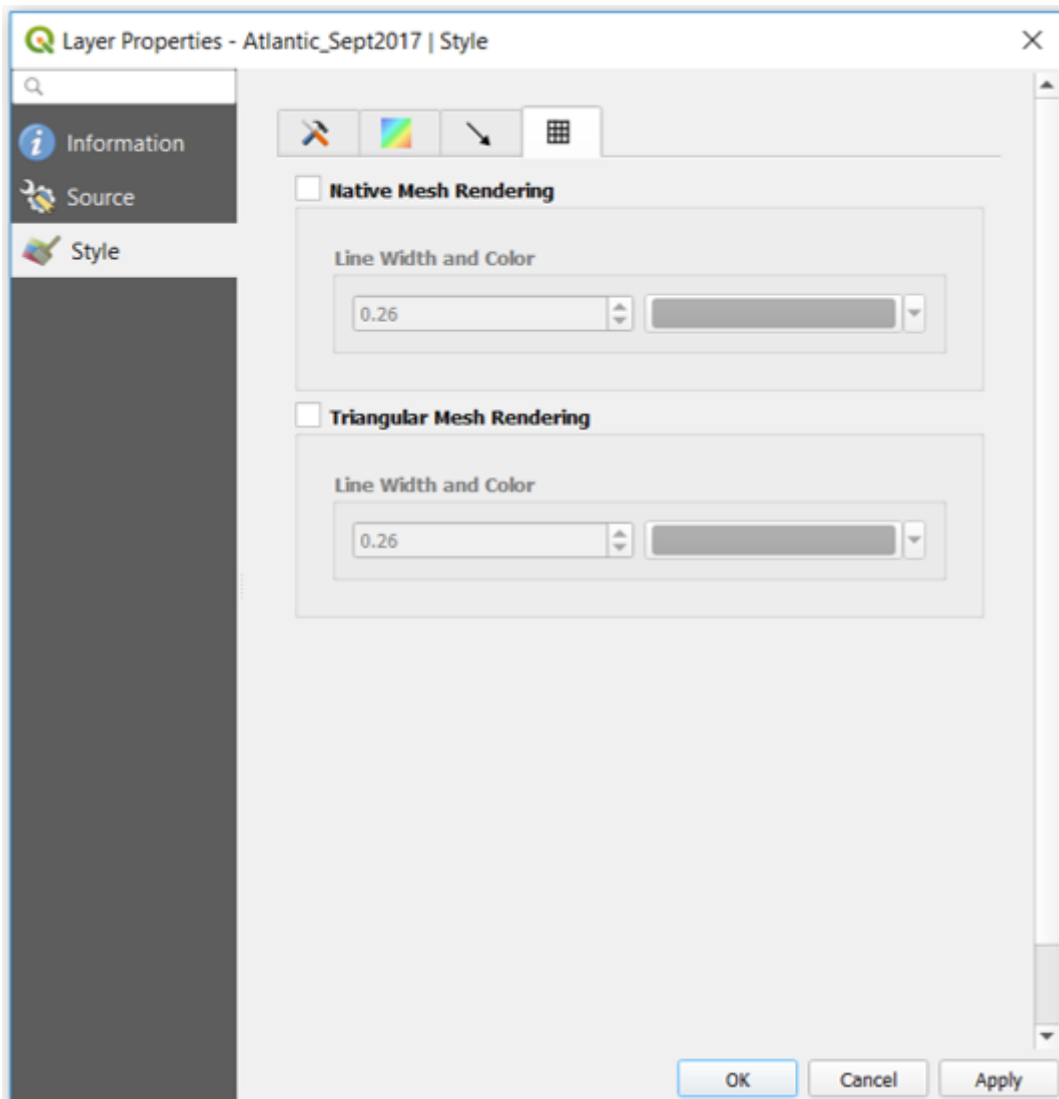 Layer Properties - Atlantic_Sept2017 | Style
Information
Source
Style
Native Mesh Rendering
Line Width and Color
0.26
Triangular Mesh Rendering
Line Width and Color
0.26
OK Cancel Apply